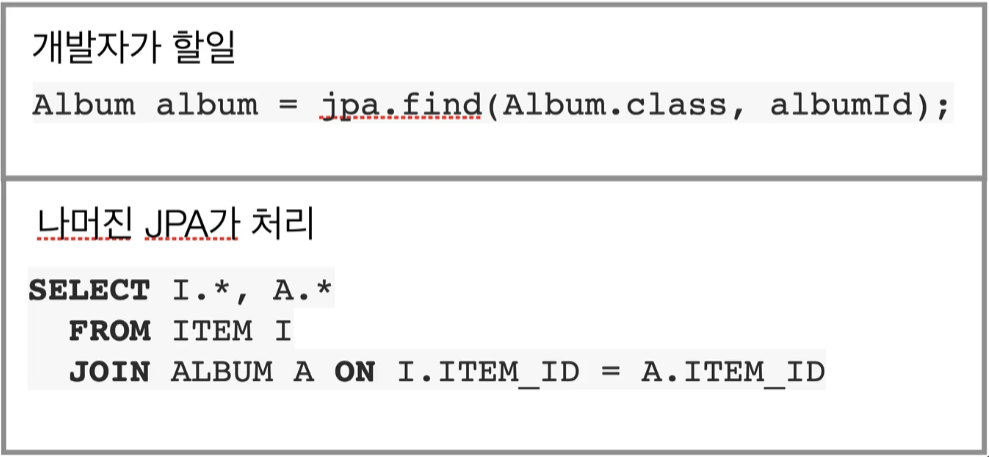 개발자가 할일
Album album = jpa.find(Album.class, albumId);
나머진 JPA가 처리
SELECT I.*, A.*
FROM ITEM I
JOIN ALBUM A ON I.ITEM_ID = A.ITEM_ID